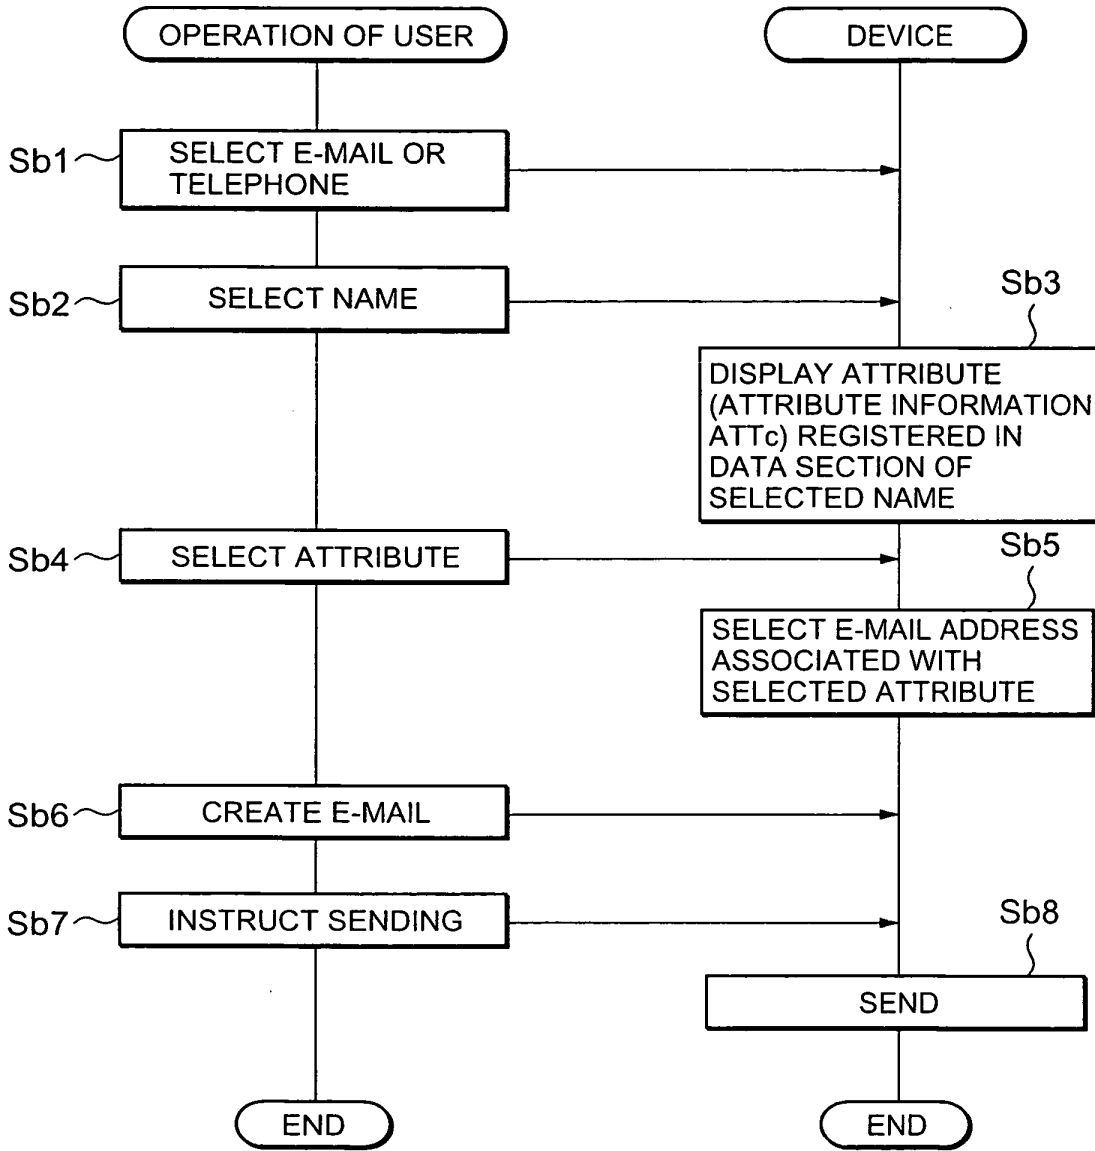 OPERATION OF USER
DEVICE
Sb1
SELECT E-MAIL OR
TELEPHONE
Sb2
SELECT NAME
Sb3
DISPLAY ATTRIBUTE
(ATTRIBUTE INFORMATION
ATTc) REGISTERED IN
DATA SECTION OF
SELECTED NAME
Sb4
SELECT ATTRIBUTE
Sb5
SELECT E-MAIL ADDRESS
ASSOCIATED WITH
SELECTED ATTRIBUTE
Sb6
CREATE E-MAIL
Sb7
INSTRUCT SENDING
Sb8
SEND
END
END